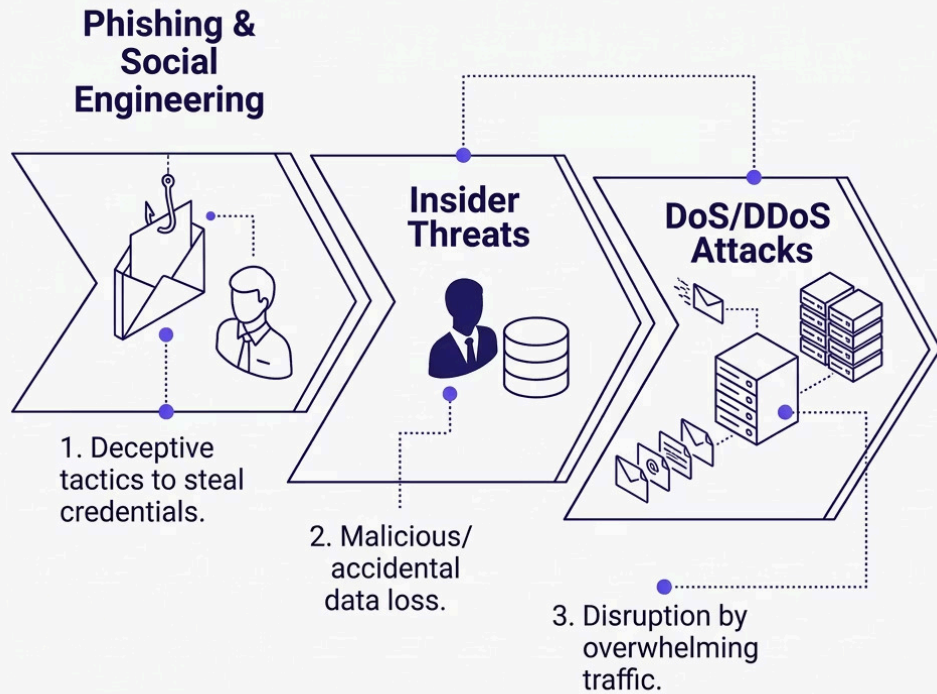 Phishing &
Social
Engineering
Insider
Threats
DoS/DDoS
Attacks
@
1. Deceptive
tactics to steal
credentials.
2. Malicious/
accidental
data loss.
3. Disruption by
overwhelming
traffic.